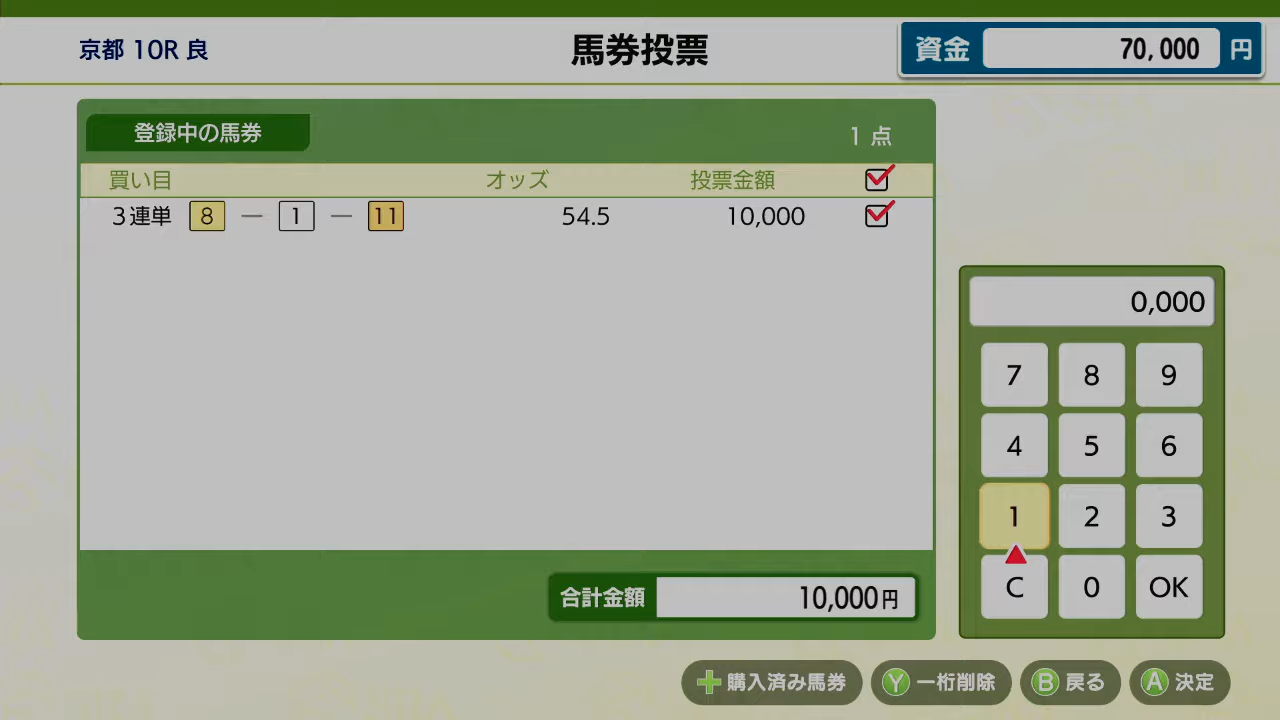 京都 10R 良
馬券投票
資金 70,000 円
登録中の馬券
1 点
買い目 オッズ 投票金額
3連単 8 ― 1 ― 11 54.5 10,000
0,000
7 8 9
4 5 6
1 2 3
C 0 OK
合計金額 10,000円
購入済み馬券 Y 一桁削除 B 戻る A 決定